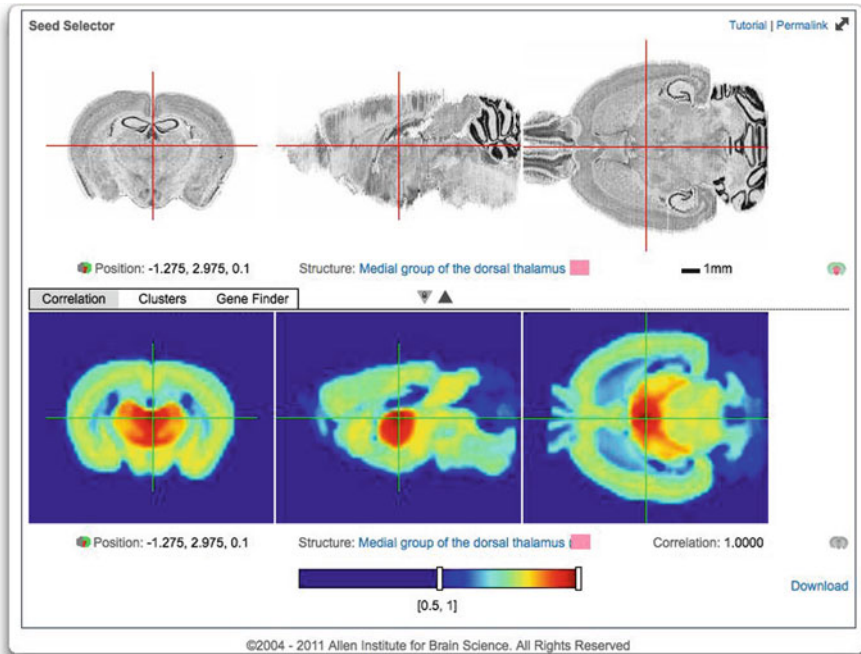 Seed Selector
Tutorial | Permalink
Position: -1.275, 2.975, 0.1
Structure: Medial group of the dorsal thalamus
1mm
Correlation
Clusters
Gene Finder
Position: -1.275, 2.975, 0.1
Structure: Medial group of the dorsal thalamus
Correlation: 1.0000
[0.5, 1]
Download
©2004 - 2011 Allen Institute for Brain Science. All Rights Reserved